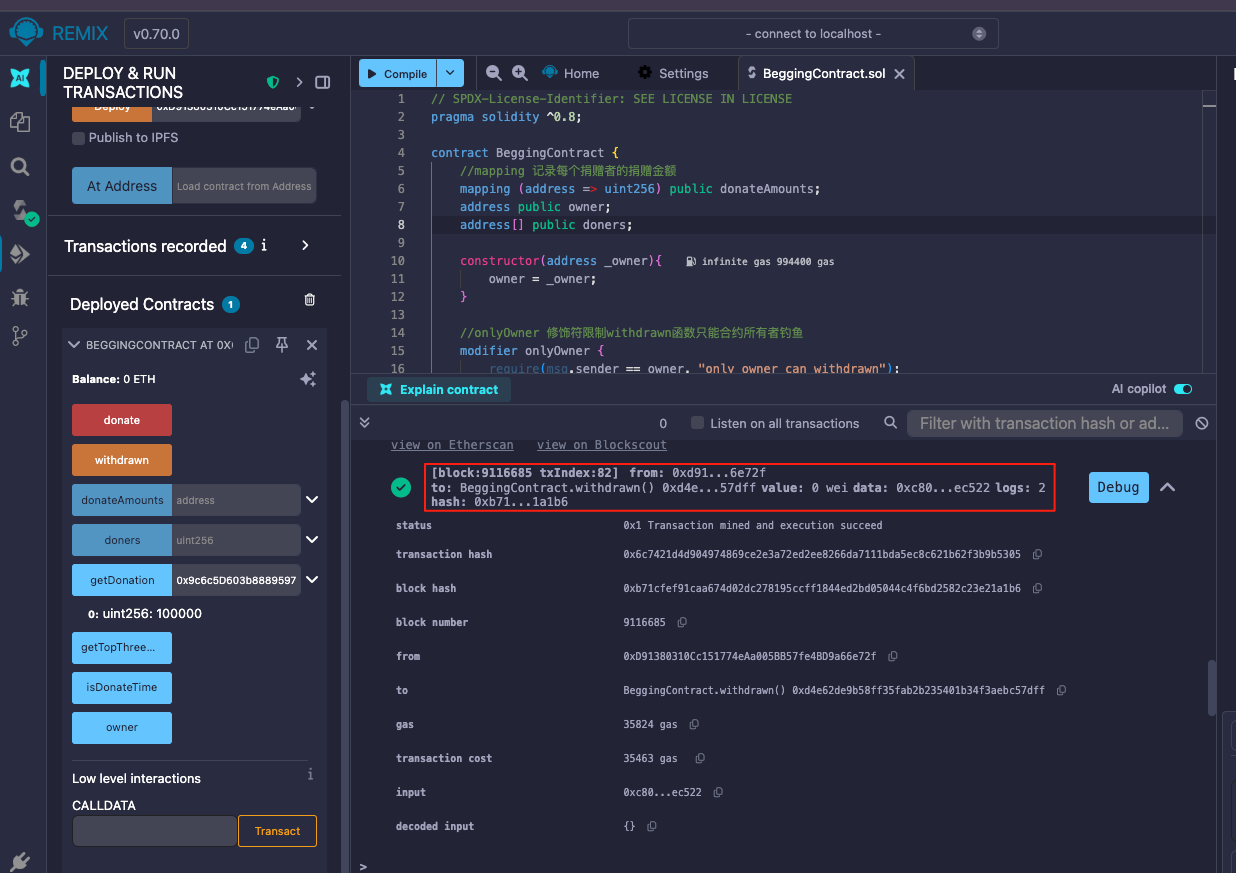 REMIX v0.70.0
- connect to localhost -
AI
DEPLOY & RUN
TRANSACTIONS
Deploy
Publish to IPFS
At Address Load contract from Address
Transactions recorded 4 i
Deployed Contracts 1
BEGGINGCONTRACT AT 0X
Balance: 0 ETH
donate
withdrawn
donateAmounts address
doners uint256
getDonation 0x9c6c5D603b8889597
0: uint256: 100000
getTopThree...
isDonateTime
owner
Low level interactions i
CALLDATA
Transact
Compile Home Settings BeggingContract.sol
1 // SPDX-License-Identifier: SEE LICENSE IN LICENSE
2 pragma solidity ^0.8;
3
4 contract BeggingContract {
5 //mapping 记录每个捐赠者的捐赠金额
6 mapping (address => uint256) public donateAmounts;
7 address public owner;
8 address[] public doners;
9
10 constructor(address _owner){ infinite gas 994400 gas
11 owner = _owner;
12 }
13
14 //onlyOwner 修饰符限制withdrawn函数只能合约所有者钓鱼
15 modifier onlyOwner {
16 require(msg.sender == owner, "only owner can withdrawn");
Explain contract AI copilot
0 Listen on all transactions Filter with transaction hash or ad...
view on Etherscan view on Blockscout
[block:9116685 txIndex:82] from: 0xd91...6e72f
to: BeggingContract.withdrawn() 0xd4e...57dff value: 0 wei data: 0xc80...ec522 logs: 2
hash: 0xb71...1a1b6
Debug
status 0x1 Transaction mined and execution succeed
transaction hash 0x6c7421d4d904974869ce2e3a72ed2ee8266da7111bda5ec8c621b62f3b9b5305
block hash 0xb71cfef91caa674d02dc278195ccff1844ed2bd05044c4f6bd2582c23e21a1b6
block number 9116685
from 0xD91380310Cc151774eAa005BB57fe4BD9a66e72f
to BeggingContract.withdrawn() 0xd4e62de9b58ff35fab2b235401b34f3aebc57dff
gas 35824 gas
transaction cost 35463 gas
input 0xc80...ec522
decoded input {}
>